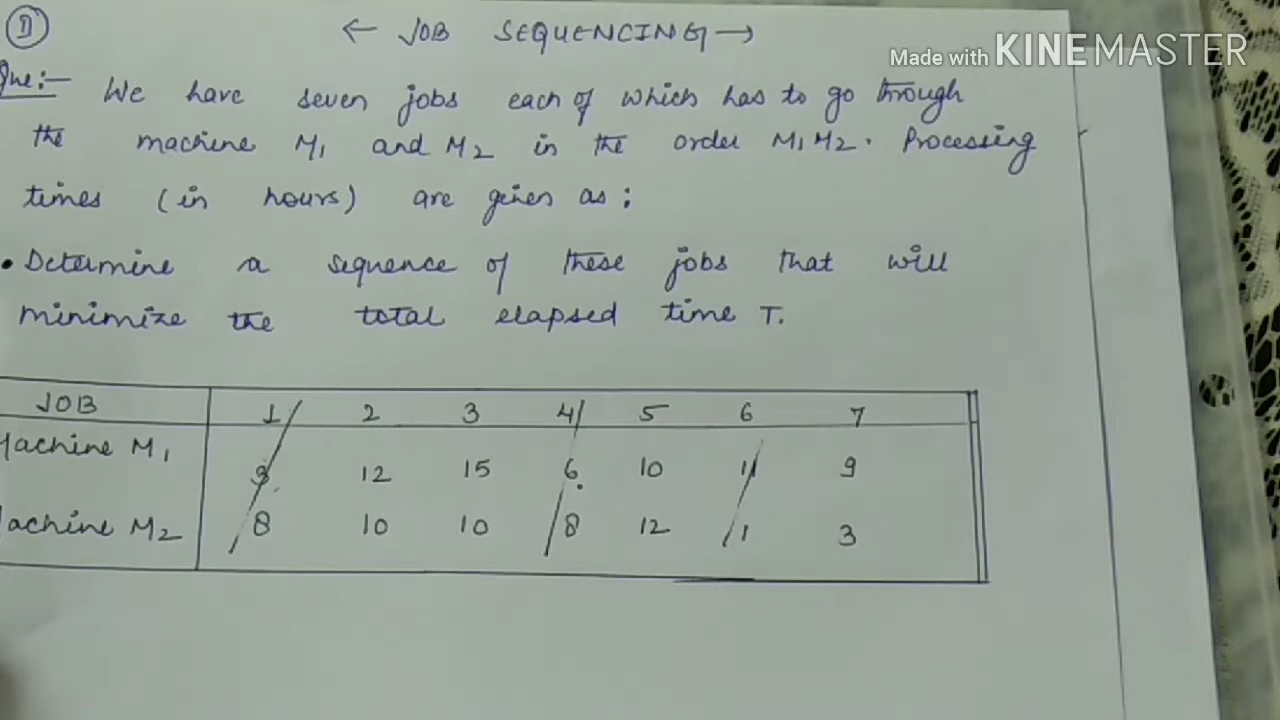 1
← JOB SEQUENCING →
Made with KINEMASTER
Que:- We have seven jobs each of which has to go through
the machine M1 and M2 in the order M1 M2. Processing
times (in hours) are given as;
• Determine a sequence of these jobs that will
minimize the total elapsed time T.
JOB 1 2 3 4 5 6 7
Machine M1 3 12 15 6 10 11 9
Machine M2 8 10 10 8 12 1 3